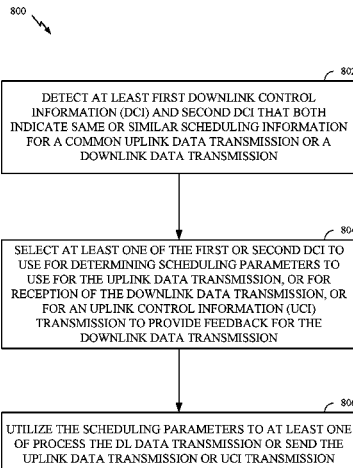 800
802
DETECT AT LEAST FIRST DOWNLINK CONTROL
INFORMATION (DCI) AND SECOND DCI THAT BOTH
INDICATE SAME OR SIMILAR SCHEDULING INFORMATION
FOR A COMMON UPLINK DATA TRANSMISSION OR A
DOWNLINK DATA TRANSMISSION
804
SELECT AT LEAST ONE OF THE FIRST OR SECOND DCI TO
USE FOR DETERMINING SCHEDULING PARAMETERS TO
USE FOR THE UPLINK DATA TRANSMISSION, OR FOR
RECEPTION OF THE DOWNLINK DATA TRANSMISSION, OR
FOR AN UPLINK CONTROL INFORMATION (UCI)
TRANSMISSION TO PROVIDE FEEDBACK FOR THE
DOWNLINK DATA TRANSMISSION
806
UTILIZE THE SCHEDULING PARAMETERS TO AT LEAST ONE
OF PROCESS THE DL DATA TRANSMISSION OR SEND THE
UPLINK DATA TRANSMISSION OR UCI TRANSMISSION